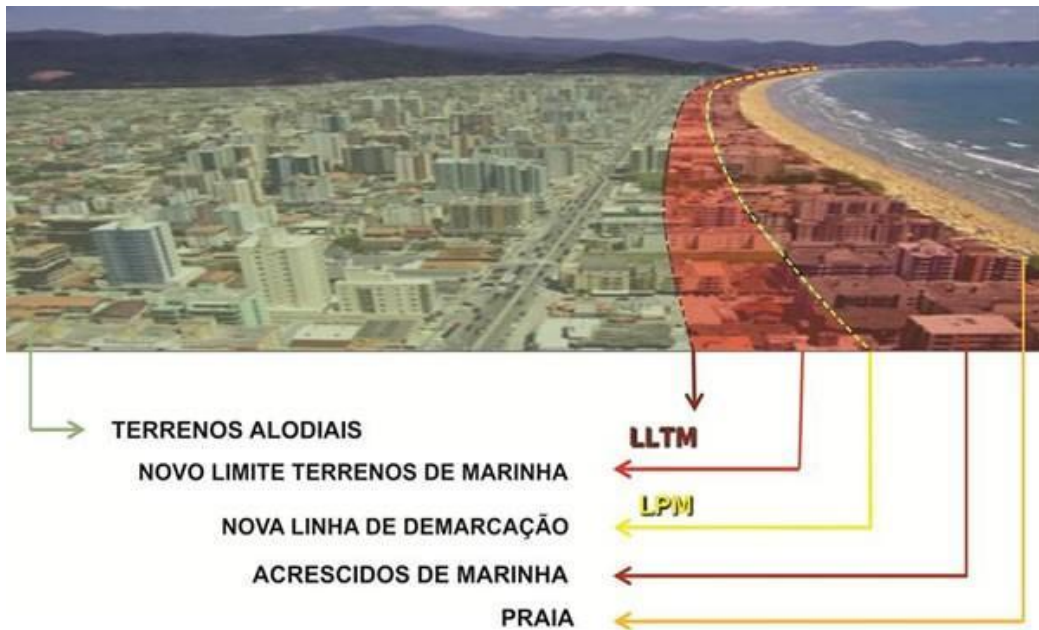 TERRENOS ALODIAIS
LLTM
NOVO LIMITE TERRENOS DE MARINHA
LPM
NOVA LINHA DE DEMARCAÇÃO
ACRESCIDOS DE MARINHA
PRAIA